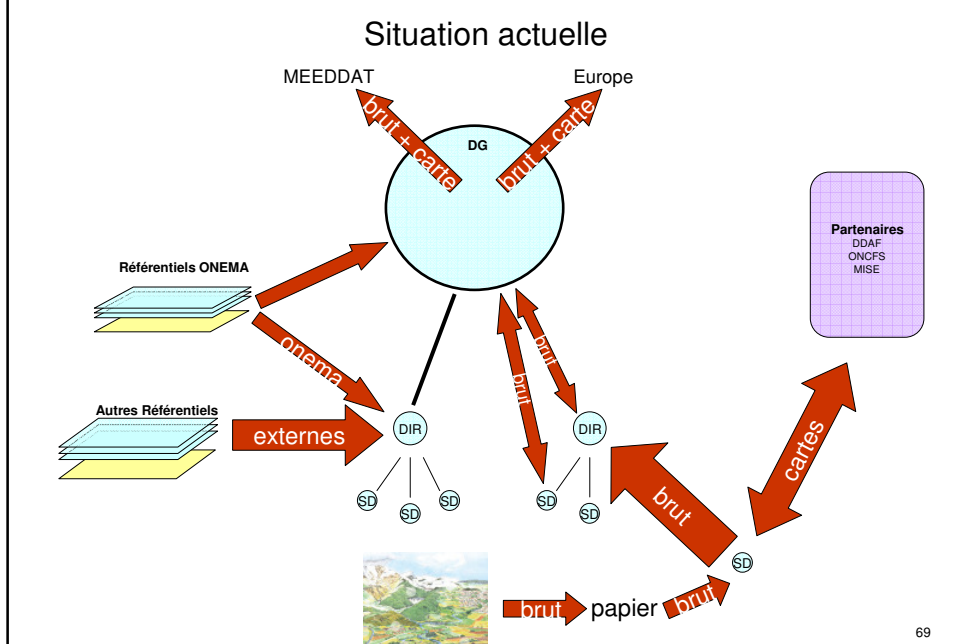 Situation actuelle
MEEDDAT
Europe
brut + carte
brut + carte
DG
Partenaires
DDAF
ONCFS
MISE
Référentiels ONEMA
onema
brut
brut
Autres Référentiels
externes
DIR
DIR
cartes
SD
SD
SD
SD
SD
brut
SD
brut
papier
brut
69